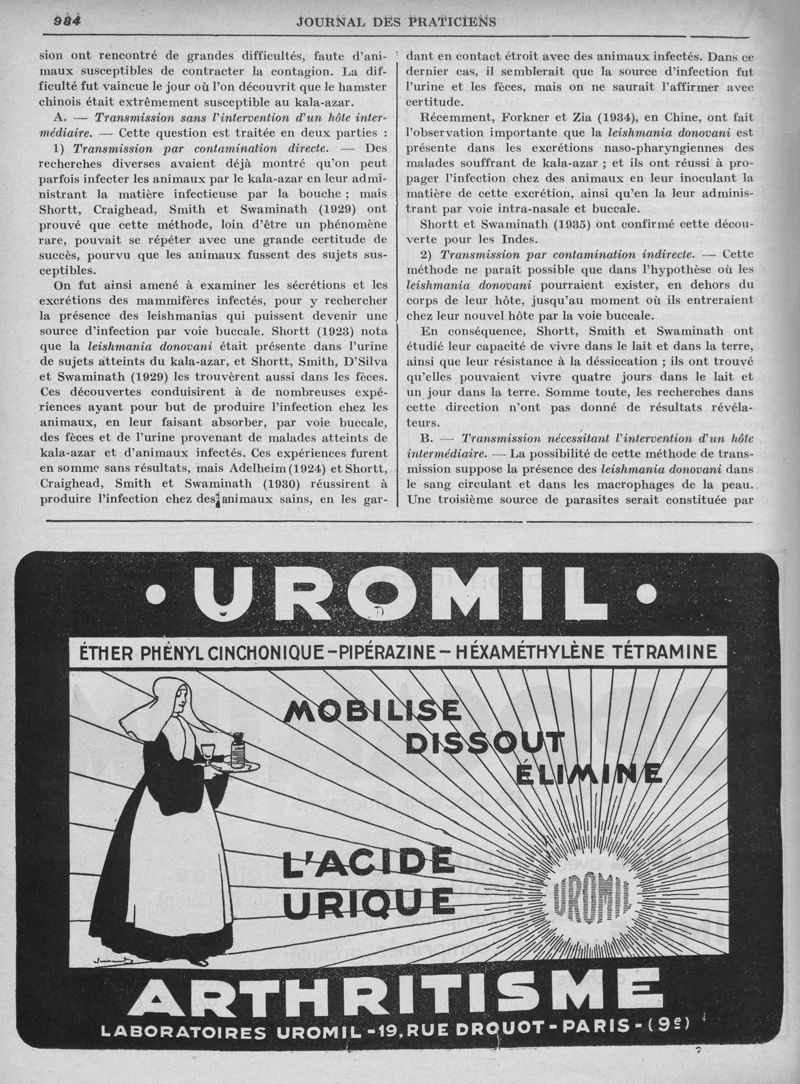 984
JOURNAL DES PRATICIENS
sion ont rencontré de grandes difficultés, faute d'ani-
maux susceptibles de contracter la contagion. La dif-
ficulté fut vaincue le jour où l'on découvrit que le hamster
chinois était extrêmement susceptible au kala-azar.
A. — Transmission sans l'intervention d'un hôte inter-
médiaire. — Cette question est traitée en deux parties :
1) Transmission par contamination directe. — Des
recherches diverses avaient déjà montré qu'on peut
parfois infecter les animaux par le kala-azar en leur admi-
nistrant la matière infectieuse par la bouche ; mais
Shortt, Craighead, Smith et Swaminath (1929) ont
prouvé que cette méthode, loin d'être un phénomène
rare, pouvait se répéter avec une grande certitude de
succès, pourvu que les animaux fussent des sujets sus-
ceptibles.
On fut ainsi amené à examiner les sécrétions et les
excrétions des mammifères infectés, pour y rechercher
la présence des leishmanias qui puissent devenir une
source d'infection par voie buccale. Shortt (1923) nota
que la leishmania donovani était présente dans l'urine
de sujets atteints du kala-azar, et Shortt, Smith, D'Silva
et Swaminath (1929) les trouvèrent aussi dans les fèces.
Ces découvertes conduisirent à de nombreuses expé-
riences ayant pour but de produire l'infection chez les
animaux, en leur faisant absorber, par voie buccale,
des fèces et de l'urine provenant de malades atteints de
kala-azar et d'animaux infectés. Ces expériences furent
en somme sans résultats, mais Adelheim (1924) et Shortt,
Craighead, Smith et Swaminath (1930) réussirent à
produire l'infection chez des animaux sains, en les gar-
dant en contact étroit avec des animaux infectés. Dans ce
dernier cas, il semblerait que la source d'infection fut
l'urine et les fèces, mais on ne saurait l'affirmer avec
certitude.
Récemment, Forkner et Zia (1934), en Chine, ont fait
l'observation importante que la leishmania donovani est
présente dans les excrétions naso-pharyngiennes des
malades souffrant de kala-azar ; et ils ont réussi à pro-
pager l'infection chez des animaux en leur inoculant la
matière de cette excrétion, ainsi qu'en la leur adminis-
trant par voie intra-nasale et buccale.
Shortt et Swaminath (1935) ont confirmé cette décou-
verte pour les Indes.
2) Transmission par contamination indirecte. — Cette
méthode ne paraît possible que dans l'hypothèse où les
leishmania donovani pourraient exister, en dehors du
corps de leur hôte, jusqu'au moment où ils entreraient
chez leur nouvel hôte par la voie buccale.
En conséquence, Shortt, Smith et Swaminath ont
étudié leur capacité de vivre dans le lait et dans la terre,
ainsi que leur résistance à la déssiccation ; ils ont trouvé
qu'elles pouvaient vivre quatre jours dans le lait et
un jour dans la terre. Somme toute, les recherches dans
cette direction n'ont pas donné de résultats révéla-
teurs.
B. — Transmission nécessitant l'intervention d'un hôte
intermédiaire. — La possibilité de cette méthode de trans-
mission suppose la présence des leishmania donovani dans
le sang circulant et dans les macrophages de la peau.
Une troisième source de parasites serait constituée par
• UROMIL •
ÉTHER PHÈNYL CINCHONIQUE – PIPÉRAZINE – HÉXAMÉTHYLÈNE TÉTRAMINE
MOBILISE
DISSOUT
ÉLIMINE
L'ACIDE
URIQUE
UROMIL
ARTHRITISME
LABORATOIRES UROMIL - 19, RUE DROUOT - PARIS - (9e)